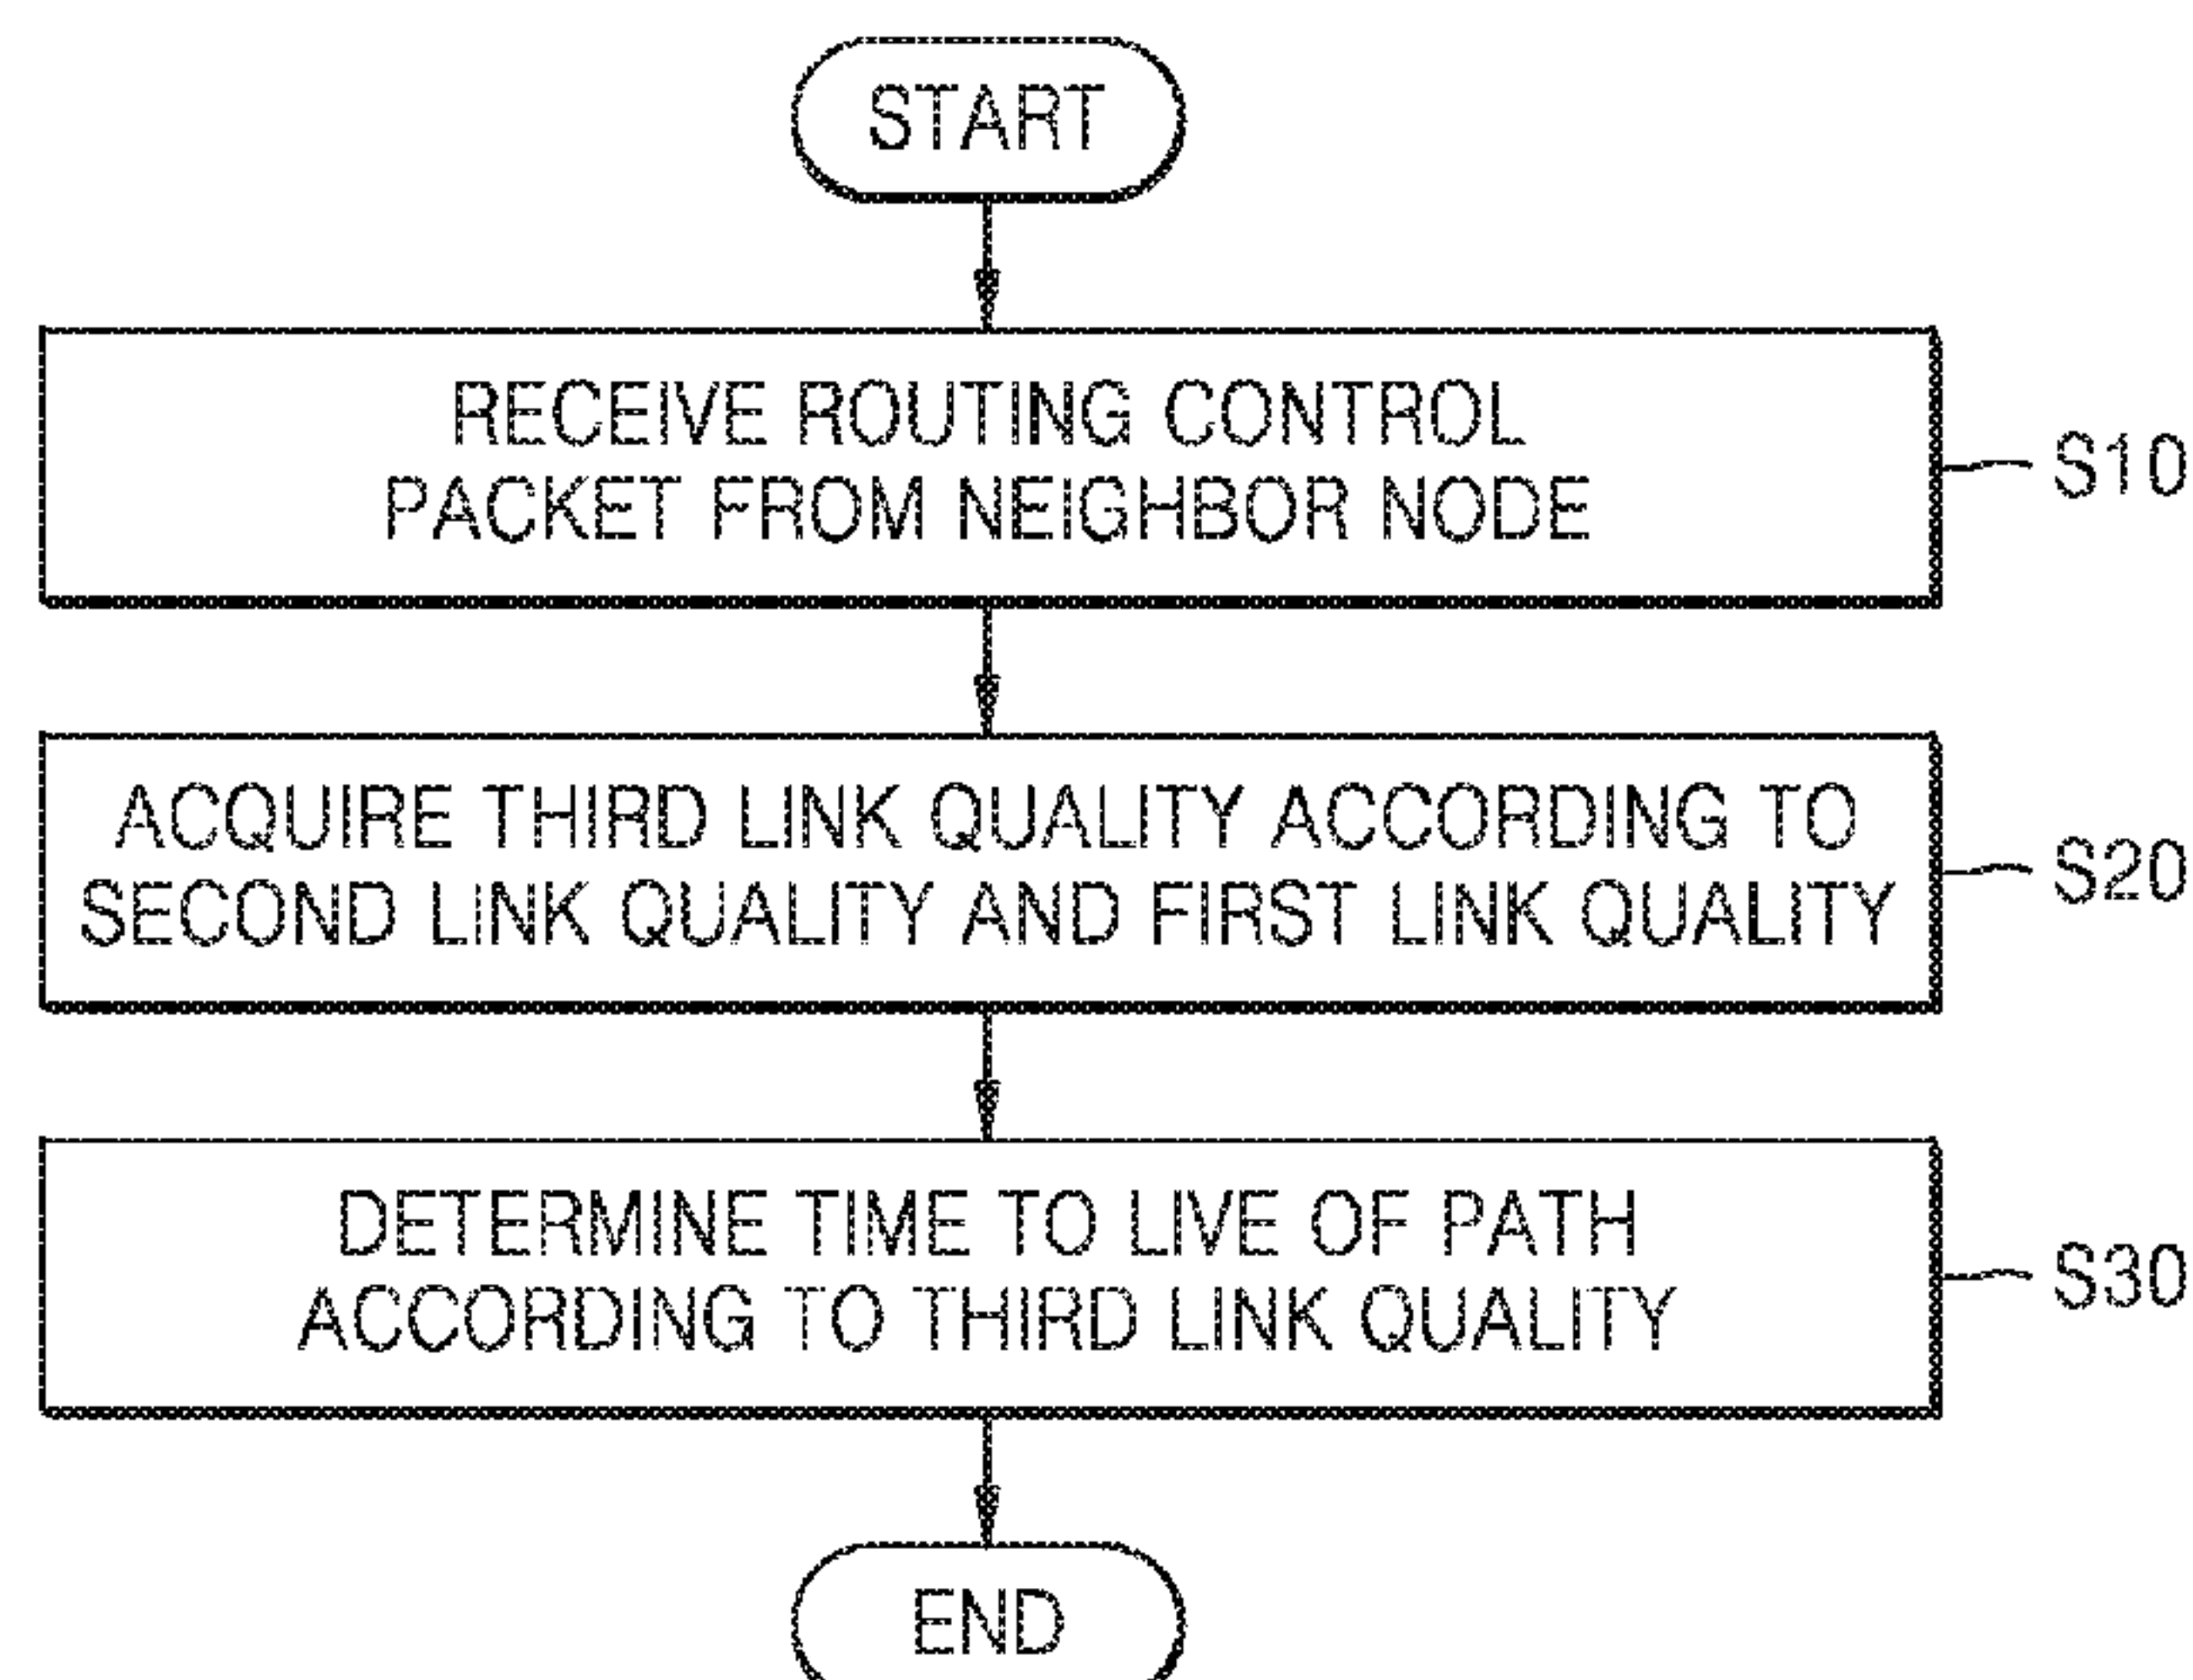 START
RECEIVE ROUTING CONTROL
PACKET FROM NEIGHBOR NODE
S10
ACQUIRE THIRD LINK QUALITY ACCORDING TO
SECOND LINK QUALITY AND FIRST LINK QUALITY
S20
DETERMINE TIME TO LIVE OF PATH
ACCORDING TO THIRD LINK QUALITY
S30
END